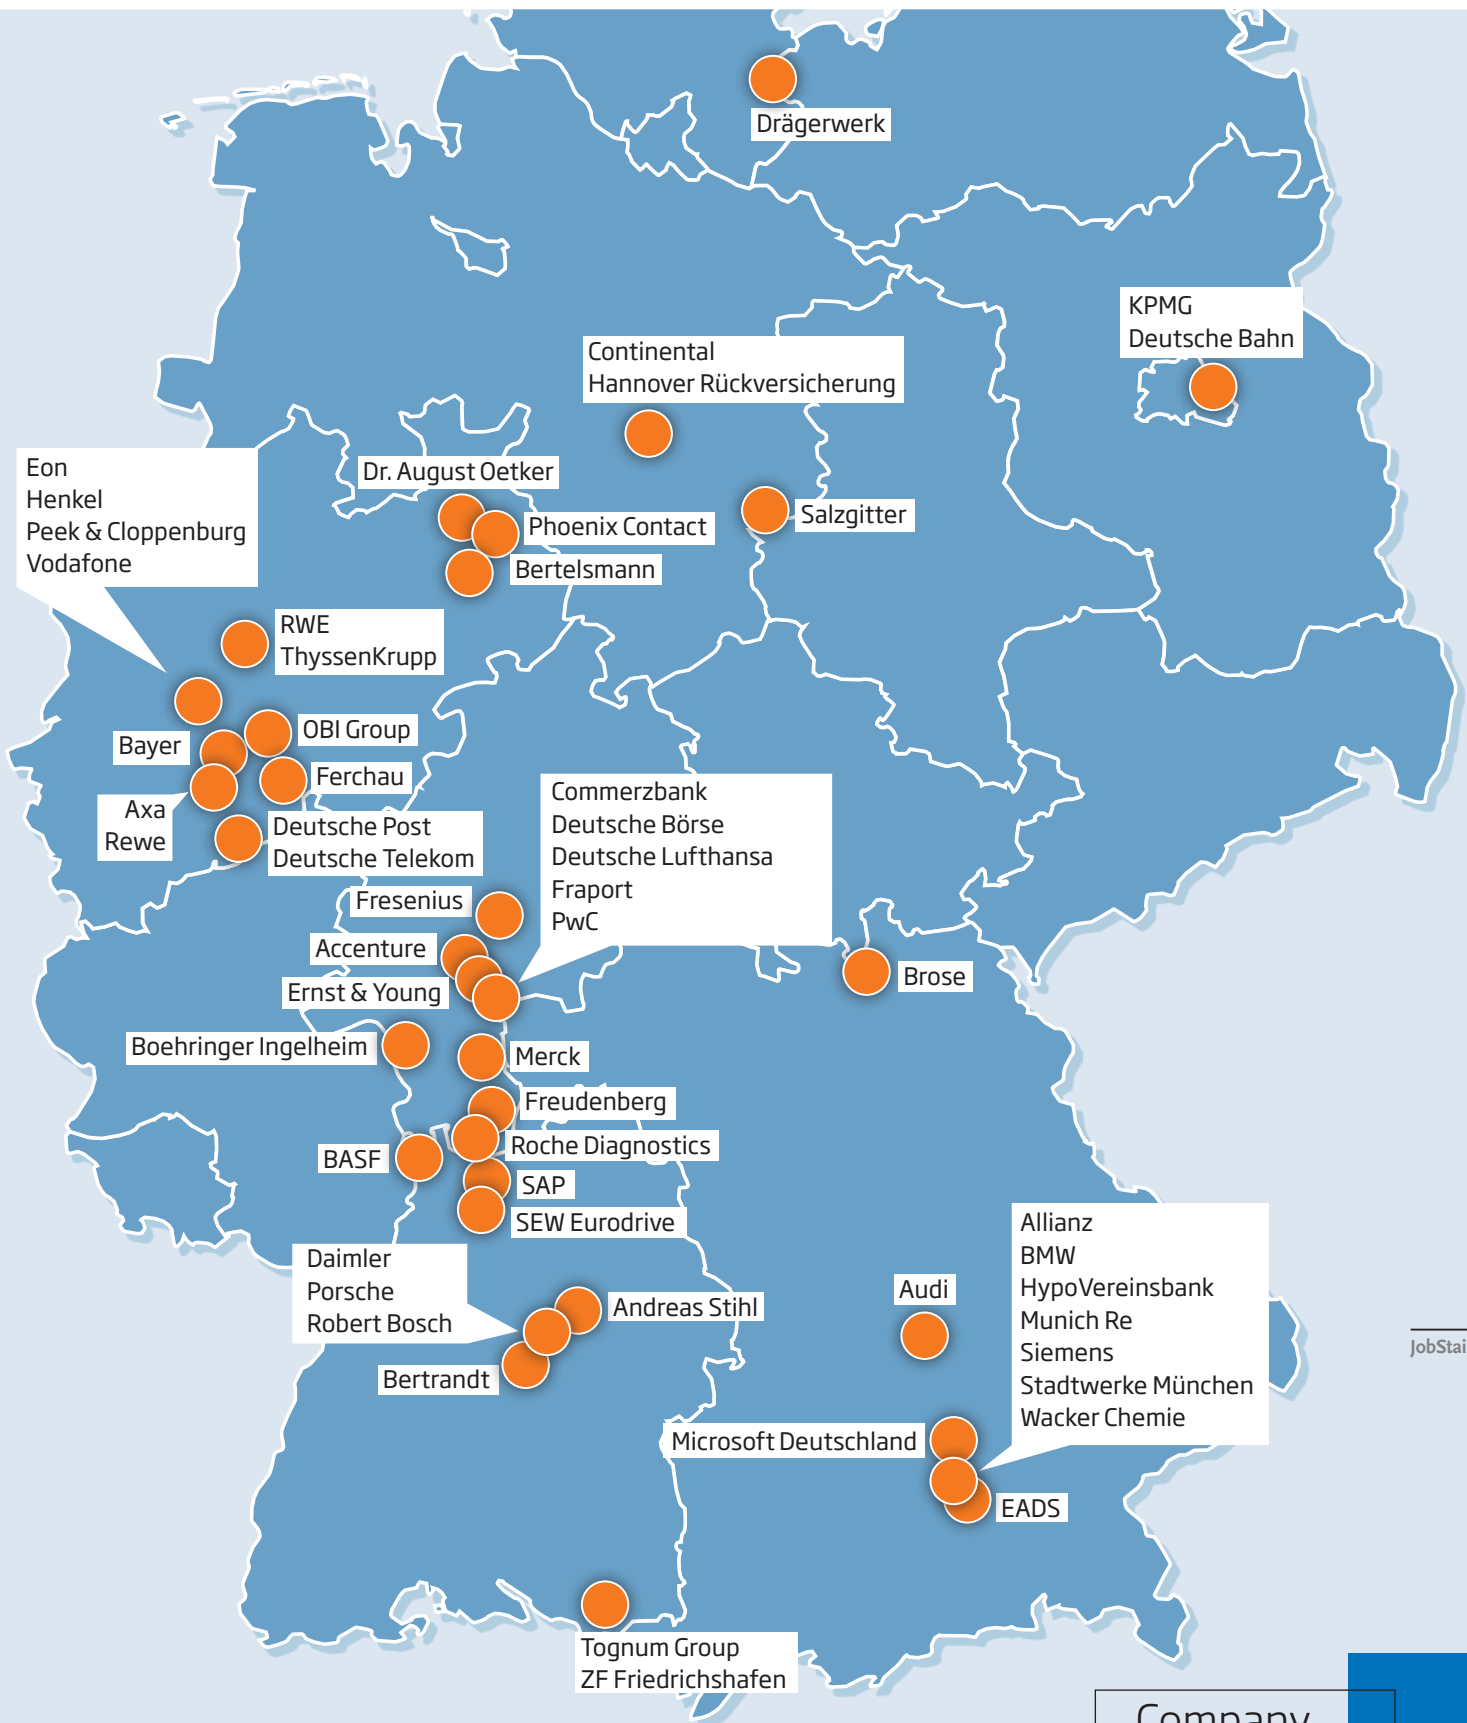 Drägerwerk
KPMG
Deutsche Bahn
Continental
Hannover Rückversicherung
Eon
Henkel
Peek & Cloppenburg
Vodafone
Dr. August Oetker
Phoenix Contact
Salzgitter
Bertelsmann
RWE
ThyssenKrupp
OBI Group
Bayer
Ferchau
Axa
Rewe
Deutsche Post
Deutsche Telekom
Commerzbank
Deutsche Börse
Deutsche Lufthansa
Fraport
PwC
Fresenius
Accenture
Ernst & Young
Brose
Boehringer Ingelheim
Merck
Freudenberg
Roche Diagnostics
BASF
SAP
SEW Eurodrive
Daimler
Porsche
Robert Bosch
Andreas Stihl
Bertrandt
Audi
Allianz
BMW
HypoVereinsbank
Munich Re
Siemens
Stadtwerke München
Wacker Chemie
JobStai
Microsoft Deutschland
EADS
Tognum Group
ZF Friedrichshafen
Company